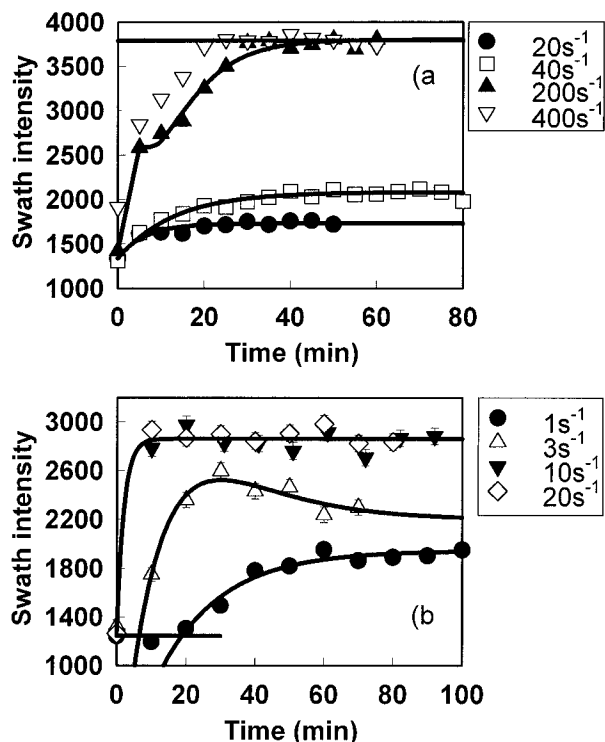 4000
3500
3000
2500
2000
1500
1000
Swath intensity
(a
0 20 40 60 80
Time (min)
20s-1
40s-1
200s-1
400s-1
3000
2600
2200
1800
1400
1000
Swath intensity
(b
0 20 40 60 80 100
Time (min)
1s-1
3s-1
10s-1
20s-1